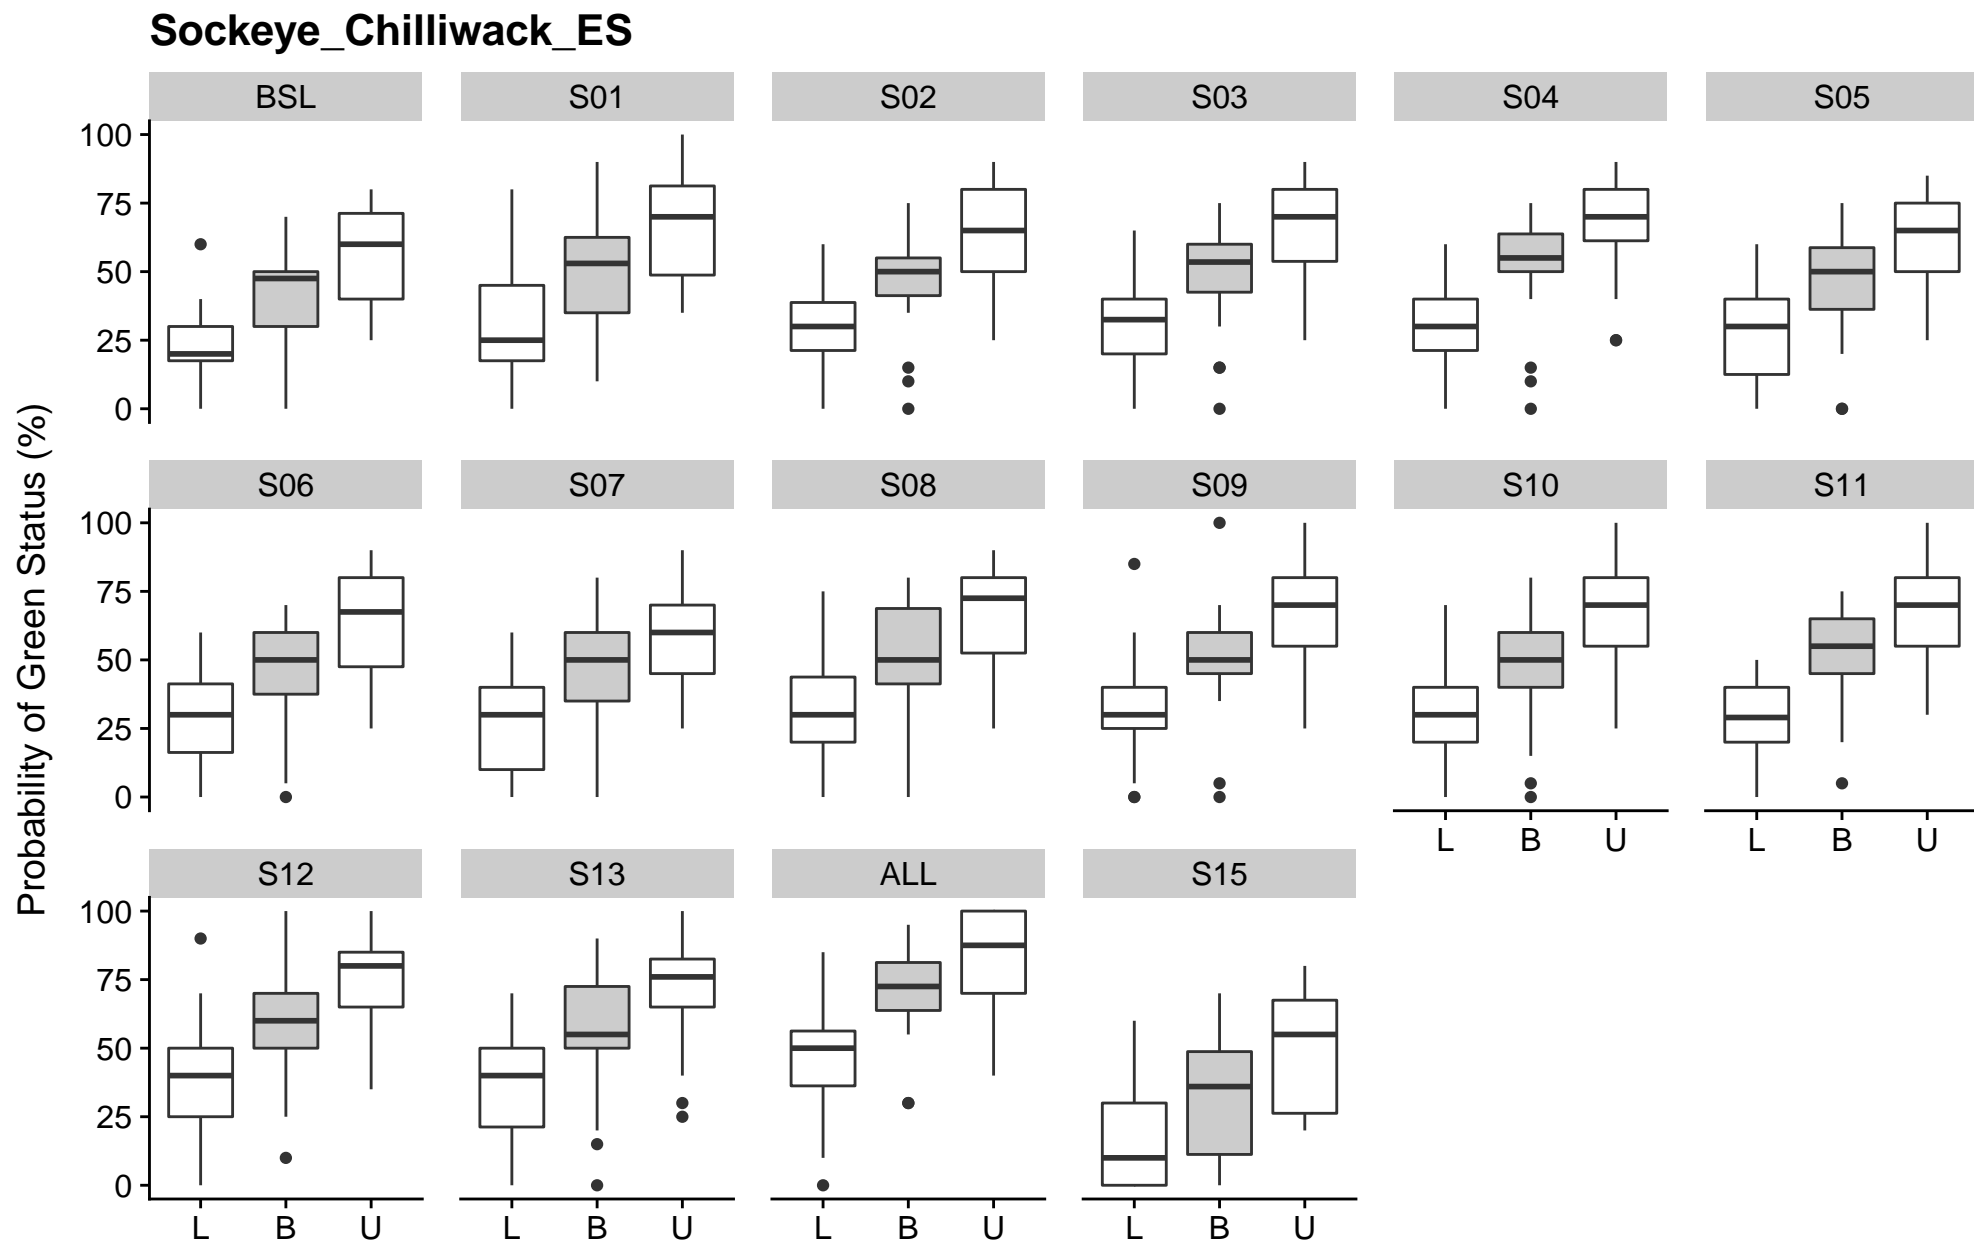 Sockeye_Chilliwack_ES
BSL S01 S02 S03 S04 S05
100
75
50
25
0
Probability of Green Status (%)
S06 S07 S08 S09 S10 S11
100
75
50
25
0
L B U L B U
S12 S13 ALL S15
100
75
50
25
0
L B U L B U L B U L B U